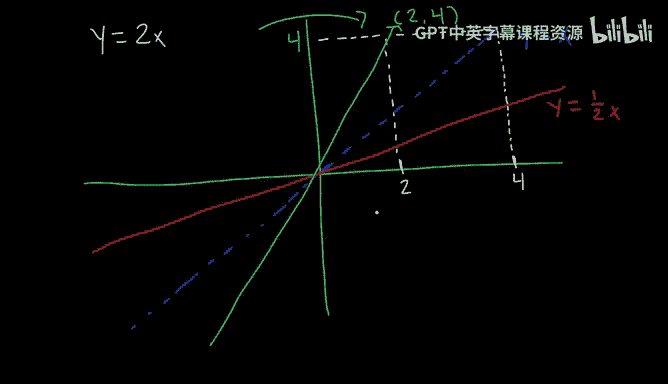 y = 2x
(2,4)
4
GPT中英字幕课程资源 bilibili
y = 1/2 x
2
4